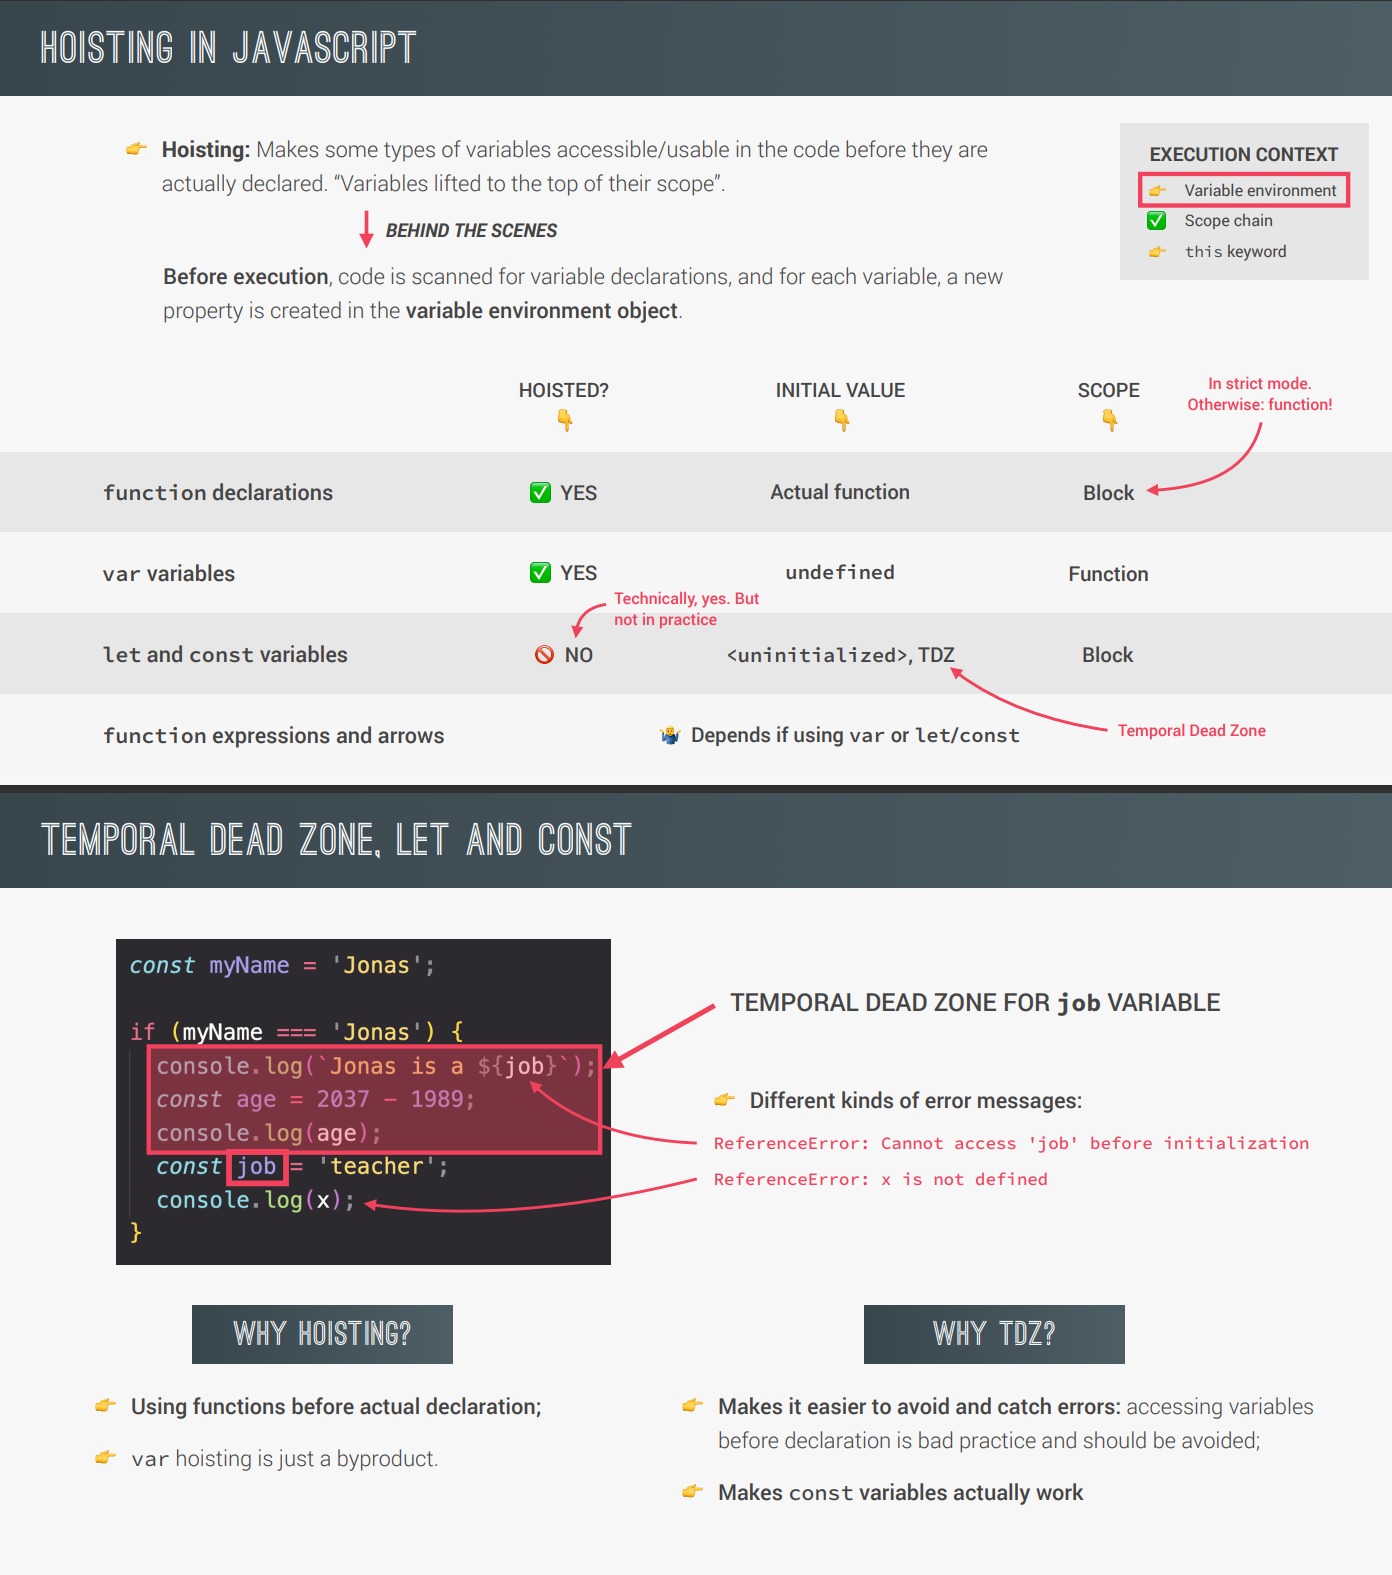 HOISTING IN JAVASCRIPT
Hoisting: Makes some types of variables accessible/usable in the code before they are
actually declared. “Variables lifted to the top of their scope”.
BEHIND THE SCENES
Before execution, code is scanned for variable declarations, and for each variable, a new
property is created in the variable environment object.
EXECUTION CONTEXT
Variable environment
Scope chain
this keyword
HOISTED?
INITIAL VALUE
SCOPE
In strict mode.
Otherwise: function!
function declarations
YES
Actual function
Block
var variables
YES
undefined
Function
Technically, yes. But
not in practice
let and const variables
NO
<uninitialized>, TDZ
Block
function expressions and arrows
Depends if using var or let/const
Temporal Dead Zone
TEMPORAL DEAD ZONE, LET AND CONST
const myName = 'Jonas';
if (myName === 'Jonas') {
console.log(`Jonas is a ${job}`);
const age = 2037 - 1989;
console.log(age);
const job = 'teacher';
console.log(x);
}
TEMPORAL DEAD ZONE FOR job VARIABLE
Different kinds of error messages:
ReferenceError: Cannot access 'job' before initialization
ReferenceError: x is not defined
WHY HOISTING?
Using functions before actual declaration;
var hoisting is just a byproduct.
WHY TDZ?
Makes it easier to avoid and catch errors: accessing variables
before declaration is bad practice and should be avoided;
Makes const variables actually work